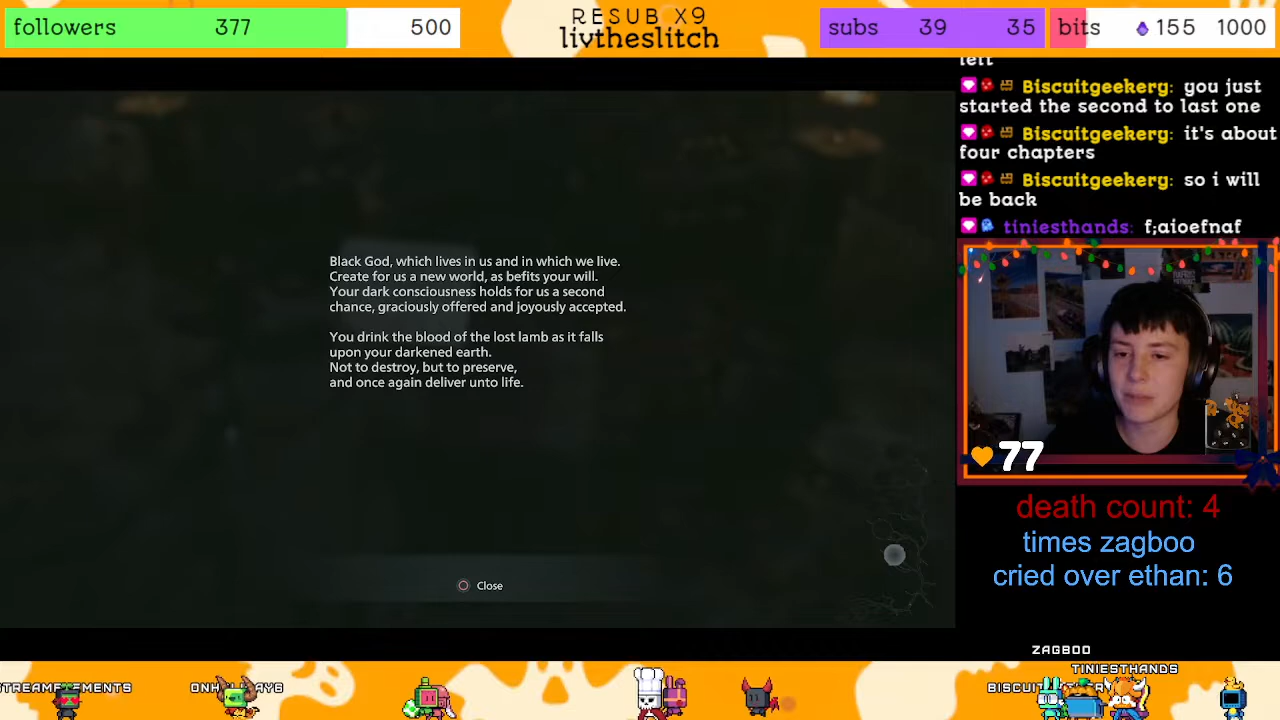 followers 377 500
RESUB X9
livtheslitch
subs 39 35
bits 155 1000
left
Biscuitgeekerg: you just
started the second to last one
Biscuitgeekerg: it's about
four chapters
Biscuitgeekerg: so i will
be back
tiniesthands: f;aioefnaf
Black God, which lives in us and in which we live.
Create for us a new world, as befits your will.
Your dark consciousness holds for us a second
chance, graciously offered and joyously accepted.
You drink the blood of the lost lamb as it falls
upon your darkened earth.
Not to destroy, but to preserve,
and once again deliver unto life.
Close
77
death count: 4
times zagboo
cried over ethan: 6
ZAGBOO
TINIESTHANDS